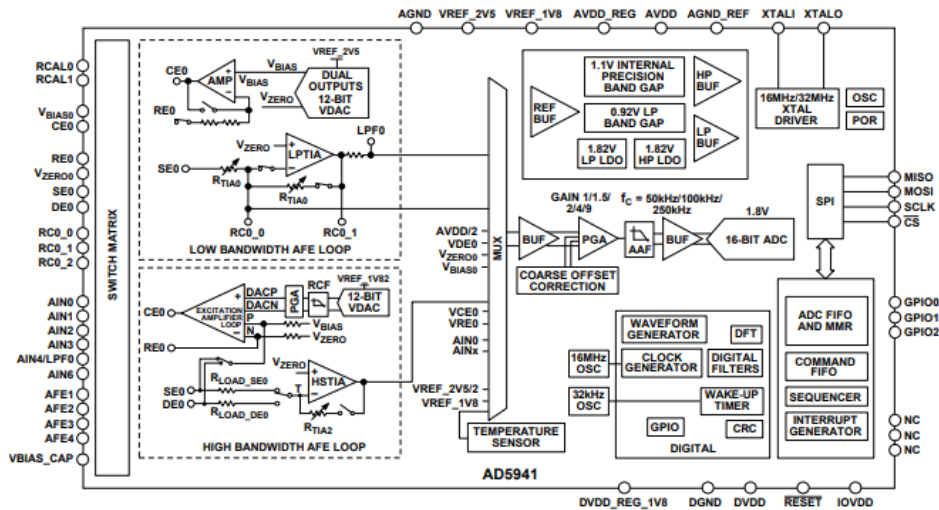 AGND VREF_2V5 VREF_1V8 AVDD_REG AVDD AGND_REF XTALI XTALO
RCAL0
RCAL1
VBIAS0
CE0
RE0
VZERO0
SE0
DE0
RC0_0
RC0_1
RC0_2
AIN0
AIN1
AIN2
AIN3
AIN4/LPF0
AIN6
AFE1
AFE2
AFE3
AFE4
VBIAS_CAP
SWITCH MATRIX
VREF_2V5
CE0
AMP
+
−
VBIAS
VBIAS
VZERO
DUAL
OUTPUTS
12-BIT
VDAC
RE0
LPF0
VZERO
+
LPTIA
−
SE0
RTIA0
RTIA0
RC0_0 RC0_1
LOW BANDWIDTH AFE LOOP
VREF_1V82
CE0
EXCITATION
AMPLIFIER
LOOP
+
−
P
N
DACP
DACN
PGA
RCF
12-BIT
VDAC
VBIAS
VZERO
RE0
VZERO
+
HSTIA
−
SE0
DE0
RLOAD_SE0
RLOAD_DE0
T
RTIA2
HIGH BANDWIDTH AFE LOOP
MUX
AVDD/2
VDE0
VZERO0
VBIAS0
VCE0
VRE0
AIN0
AINx
VREF_2V5/2
VREF_1V8
TEMPERATURE
SENSOR
REF
BUF
1.1V INTERNAL
PRECISION
BAND GAP
0.92V LP
BAND GAP
1.82V
LP LDO
1.82V
HP LDO
HP
BUF
LP
BUF
16MHz/32MHz
XTAL
DRIVER
OSC
POR
GAIN 1/1.5/
2/4/9
fC = 50kHz/100kHz/
250kHz
1.8V
BUF
PGA
AAF
BUF
16-BIT ADC
COARSE OFFSET
CORRECTION
SPI
MISO
MOSI
SCLK
CS
WAVEFORM
GENERATOR
DFT
16MHz
OSC
CLOCK
GENERATOR
DIGITAL
FILTERS
32kHz
OSC
WAKE-UP
TIMER
GPIO
CRC
DIGITAL
ADC FIFO
AND MMR
COMMAND
FIFO
SEQUENCER
INTERRUPT
GENERATOR
GPIO0
GPIO1
GPIO2
NC
NC
NC
AD5941
DVDD_REG_1V8 DGND DVDD RESET IOVDD